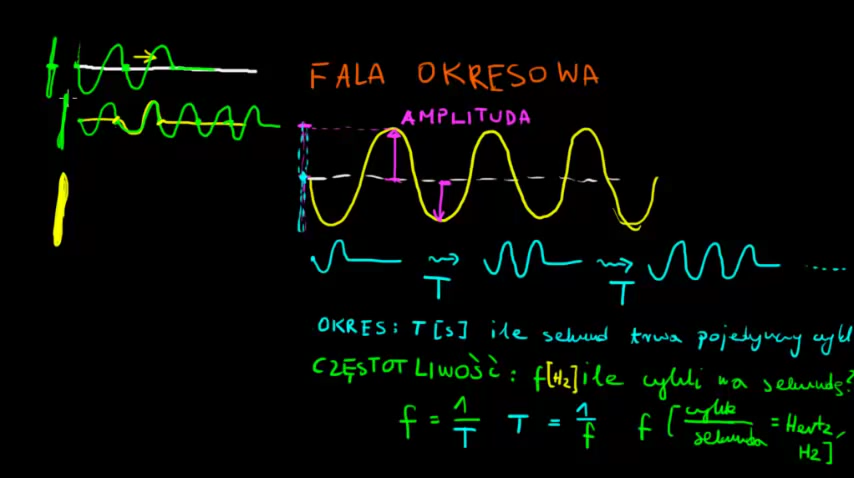 FALA OKRESOWA
AMPLITUDA
T T
OKRES: T [s] ile sekund trwa pojedynczy cykl
CZĘSTOTLIWOŚĆ: f [Hz] ile cykli na sekundę?
f = 1/T T = 1/f f [cykle/sekunda = Hertz,
Hz]